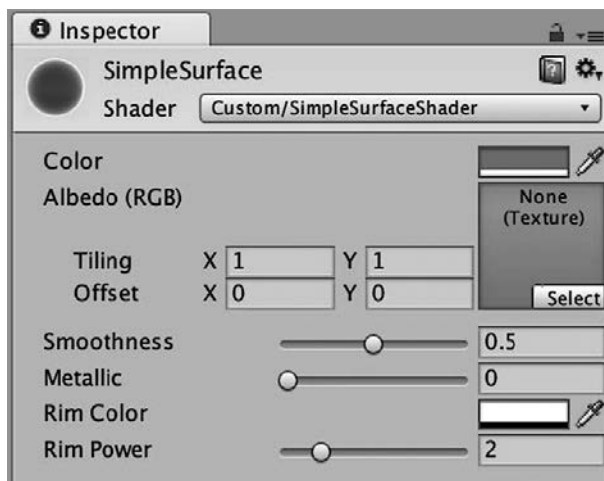 Inspector
SimpleSurface
Shader Custom/SimpleSurfaceShader
Color
Albedo (RGB)
None
(Texture)
Tiling X 1 Y 1
Offset X 0 Y 0
Select
Smoothness 0.5
Metallic 0
Rim Color
Rim Power 2